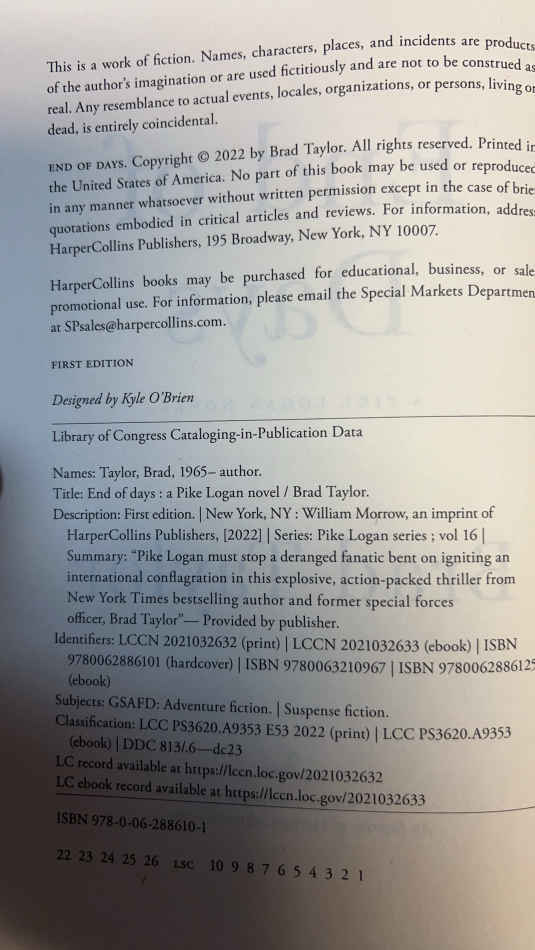 This is a work of fiction. Names, characters, places, and incidents are products
of the author's imagination or are used fictitiously and are not to be construed as
real. Any resemblance to actual events, locales, organizations, or persons, living or
dead, is entirely coincidental.
END OF DAYS. Copyright © 2022 by Brad Taylor. All rights reserved. Printed in
the United States of America. No part of this book may be used or reproduced
in any manner whatsoever without written permission except in the case of brie
quotations embodied in critical articles and reviews. For information, address
HarperCollins Publishers, 195 Broadway, New York, NY 10007.
HarperCollins books may be purchased for educational, business, or sale
promotional use. For information, please email the Special Markets Departmen
at SPsales@harpercollins.com.
FIRST EDITION
Designed by Kyle O'Brien
Library of Congress Cataloging-in-Publication Data
Names: Taylor, Brad, 1965– author.
Title: End of days : a Pike Logan novel / Brad Taylor.
Description: First edition. | New York, NY : William Morrow, an imprint of
HarperCollins Publishers, [2022] | Series: Pike Logan series ; vol 16 |
Summary: “Pike Logan must stop a deranged fanatic bent on igniting an
international conflagration in this explosive, action-packed thriller from
New York Times bestselling author and former special forces
officer, Brad Taylor”— Provided by publisher.
Identifiers: LCCN 2021032632 (print) | LCCN 2021032633 (ebook) | ISBN
9780062886101 (hardcover) | ISBN 9780063210967 | ISBN 9780062886125
(ebook)
Subjects: GSAFD: Adventure fiction. | Suspense fiction.
Classification: LCC PS3620.A9353 E53 2022 (print) | LCC PS3620.A9353
(ebook) | DDC 813/.6—dc23
LC record available at https://lccn.loc.gov/2021032632
LC ebook record available at https://lccn.loc.gov/2021032633
ISBN 978-0-06-288610-1
22 23 24 25 26 LSC 10 9 8 7 6 5 4 3 2 1